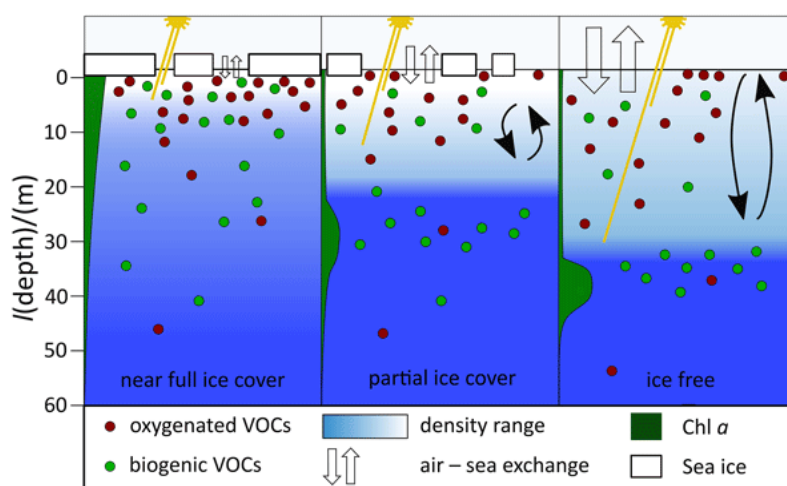 l(depth)/(m)
0
10
20
30
40
50
60
near full ice cover
partial ice cover
ice free
oxygenated VOCs
density range
Chl a
biogenic VOCs
air – sea exchange
Sea ice